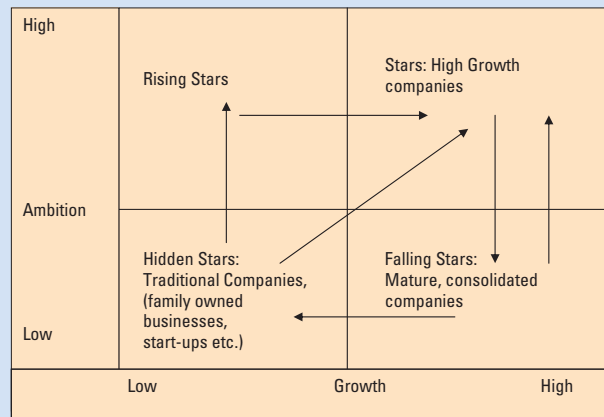 High
Rising Stars
Stars: High Growth
companies
Ambition
Hidden Stars:
Traditional Companies,
(family owned
businesses,
start-ups etc.)
Falling Stars:
Mature, consolidated
companies
Low
Low
Growth
High